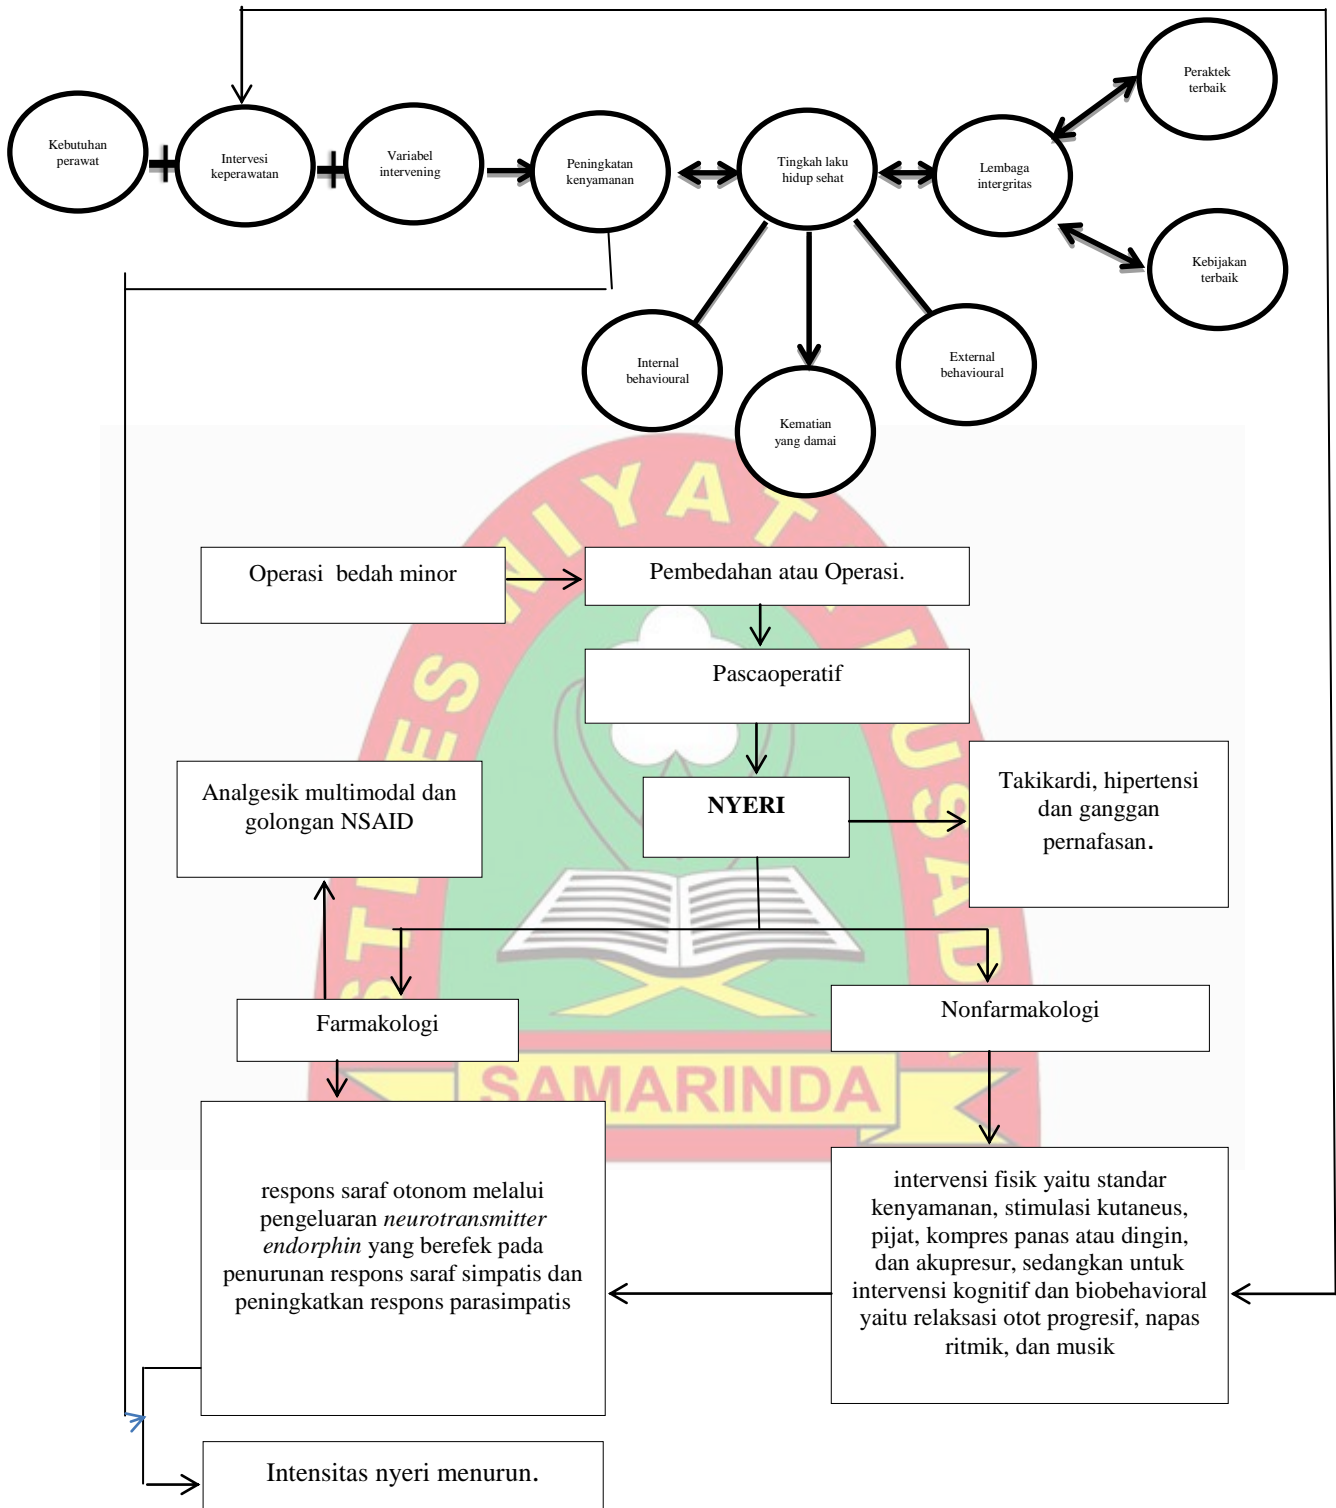 Kebutuhan
perawat
Intervesi
keperawatan
Variabel
intervening
Peningkatan
kenyamanan
Tingkah laku
hidup sehat
Lembaga
intergritas
Peraktek
terbaik
Kebijakan
terbaik
Internal
behavioural
Kematian
yang damai
External
behavioural
STIKES WIYATA HUSADA
SAMARINDA
Operasi bedah minor
Pembedahan atau Operasi.
Pascaoperatif
NYERI
Takikardi, hipertensi
dan ganggan
pernafasan.
Analgesik multimodal dan
golongan NSAID
Farmakologi
Nonfarmakologi
respons saraf otonom melalui
pengeluaran neurotransmitter
endorphin yang berefek pada
penurunan respons saraf simpatis dan
peningkatkan respons parasimpatis
intervensi fisik yaitu standar
kenyamanan, stimulasi kutaneus,
pijat, kompres panas atau dingin,
dan akupresur, sedangkan untuk
intervensi kognitif dan biobehavioral
yaitu relaksasi otot progresif, napas
ritmik, dan musik
Intensitas nyeri menurun.